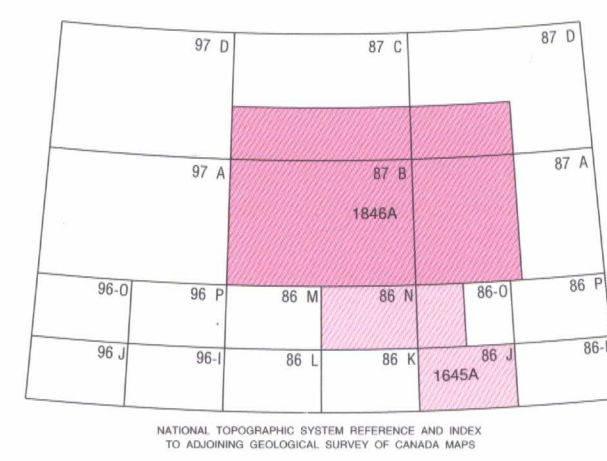 97 D
87 C
87 D
97 A
87 B
87 A
1846A
96-O
96 P
86 M
86 N
86-O
86 P
96 J
96-I
86 L
86 K
86 J
1645A
NATIONAL TOPOGRAPHIC SYSTEM REFERENCE AND INDEX
TO ADJOINING GEOLOGICAL SURVEY OF CANADA MAPS